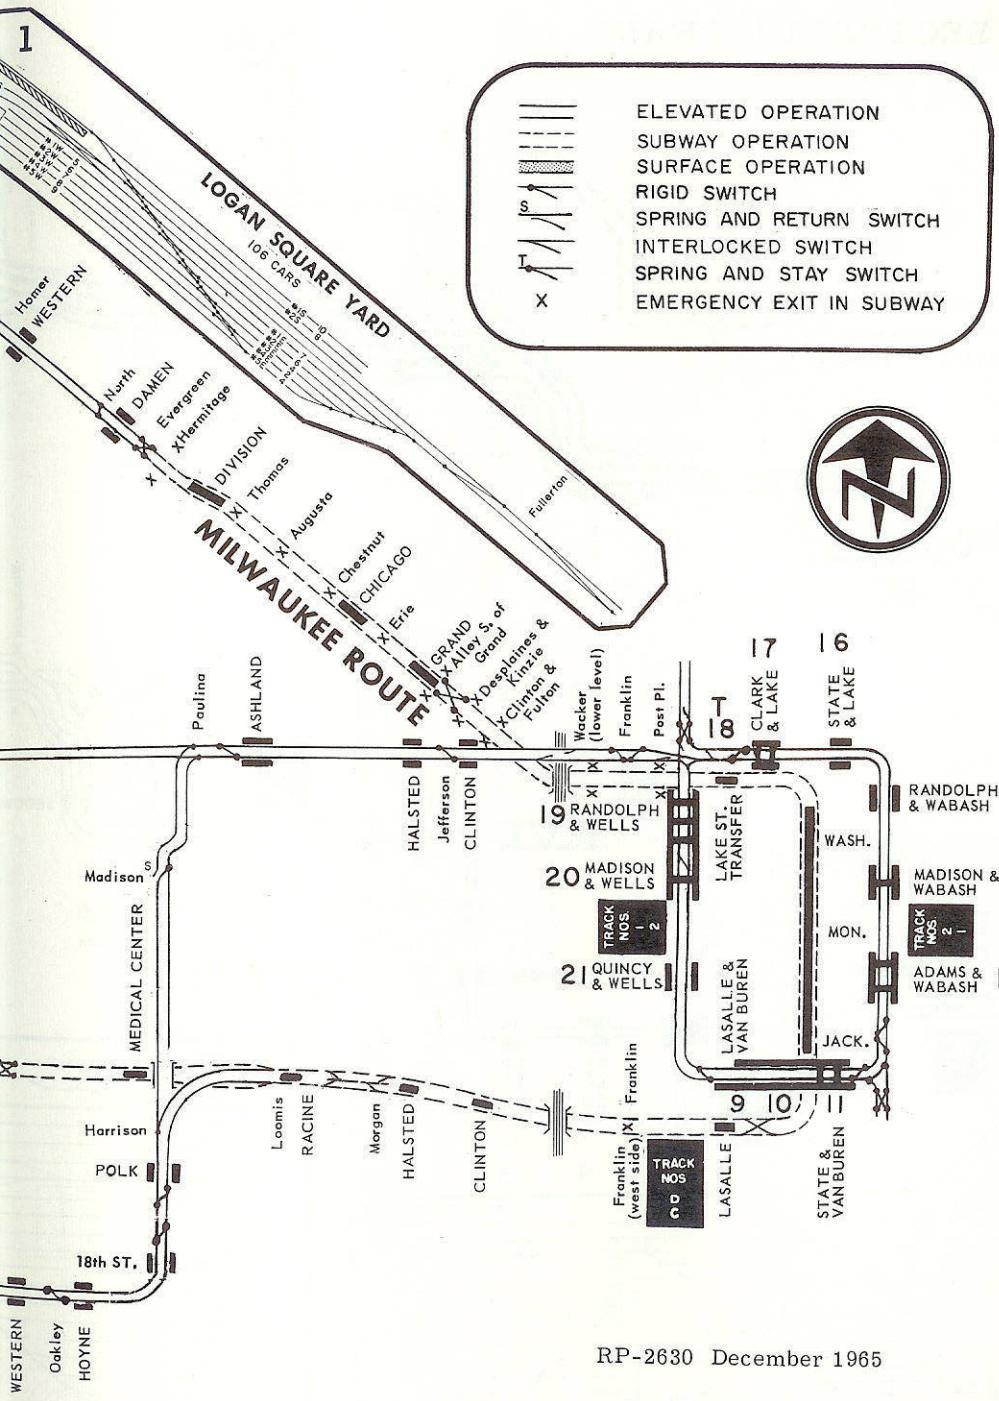 1
ELEVATED OPERATION
SUBWAY OPERATION
SURFACE OPERATION
RIGID SWITCH
S
SPRING AND RETURN SWITCH
INTERLOCKED SWITCH
T
SPRING AND STAY SWITCH
X
EMERGENCY EXIT IN SUBWAY
LOGAN SQUARE YARD
106 CARS
Fullerton
N
Homer
WESTERN
North
DAMEN
Evergreen
XHermitage
DIVISION
Thomas
Augusta
Chestnut
CHICAGO
Erie
MILWAUKEE ROUTE
GRAND
Alley S. of
Grand
Desplaines &
Kinzie
Clinton &
Fulton
Paulina
ASHLAND
HALSTED
Jefferson
CLINTON
Wacker
(lower level)
Franklin
Post Pl.
T
18
17
CLARK
& LAKE
16
STATE
& LAKE
RANDOLPH
& WABASH
19 RANDOLPH
& WELLS
LAKE ST.
TRANSFER
WASH.
20 MADISON
& WELLS
MADISON &
WABASH
TRACK
NOS.
1
2
MON.
TRACK
NOS.
2
1
21 QUINCY
& WELLS
LASALLE &
VAN BUREN
ADAMS &
WABASH
JACK.
9
10
11
Madison
S
MEDICAL CENTER
Harrison
POLK
18th ST.
WESTERN
Oakley
HOYNE
Loomis
RACINE
Morgan
HALSTED
CLINTON
Franklin
Franklin
(west side)
TRACK
NOS
D
C
LASALLE
STATE &
VAN BUREN
RP-2630 December 1965